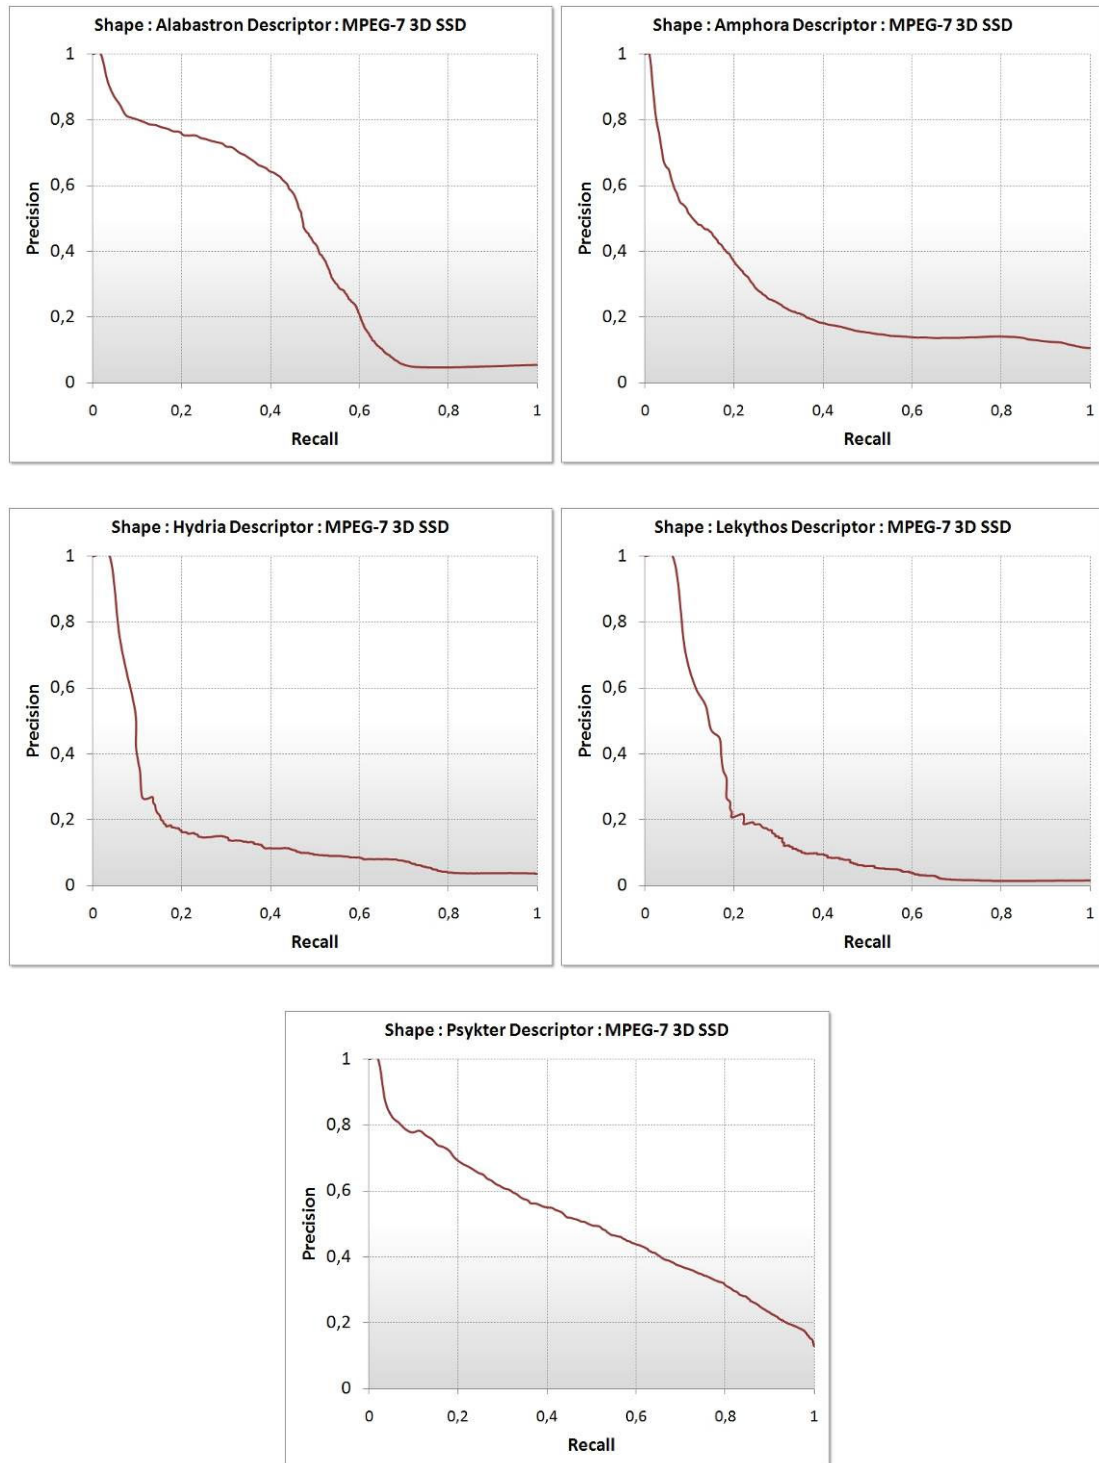 Shape : Alabastron Descriptor : MPEG-7 3D SSD
1
0,8
0,6
0,4
0,2
0
Precision
0 0,2 0,4 0,6 0,8 1
Recall
Shape : Amphora Descriptor : MPEG-7 3D SSD
1
0,8
0,6
0,4
0,2
0
Precision
0 0,2 0,4 0,6 0,8 1
Recall
Shape : Hydria Descriptor : MPEG-7 3D SSD
1
0,8
0,6
0,4
0,2
0
Precision
0 0,2 0,4 0,6 0,8 1
Recall
Shape : Lekythos Descriptor : MPEG-7 3D SSD
1
0,8
0,6
0,4
0,2
0
Precision
0 0,2 0,4 0,6 0,8 1
Recall
Shape : Psykter Descriptor : MPEG-7 3D SSD
1
0,8
0,6
0,4
0,2
0
Precision
0 0,2 0,4 0,6 0,8 1
Recall